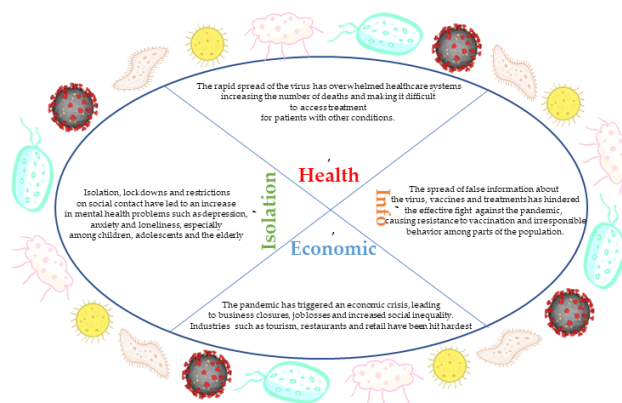 The rapid spread of the virus has overwhelmed healthcare systems
increasing the number of deaths and making it difficult
to access treatment
for patients with other conditions.
Health
Isolation, lockdowns and restrictions
on social contact have led to an increase
in mental health problems such as depression,
anxiety and loneliness, especially
among children, adolescents and the elderly
Isolation
Info
The spread of false information about
the virus, vaccines and treatments has hindered
the effective fight against the pandemic,
causing resistance to vaccination and irresponsible
behavior among parts of the population.
Economic
The pandemic has triggered an economic crisis, leading
to business closures, job losses and increased social inequality.
Industries such as tourism, restaurants and retail have been hit hardest